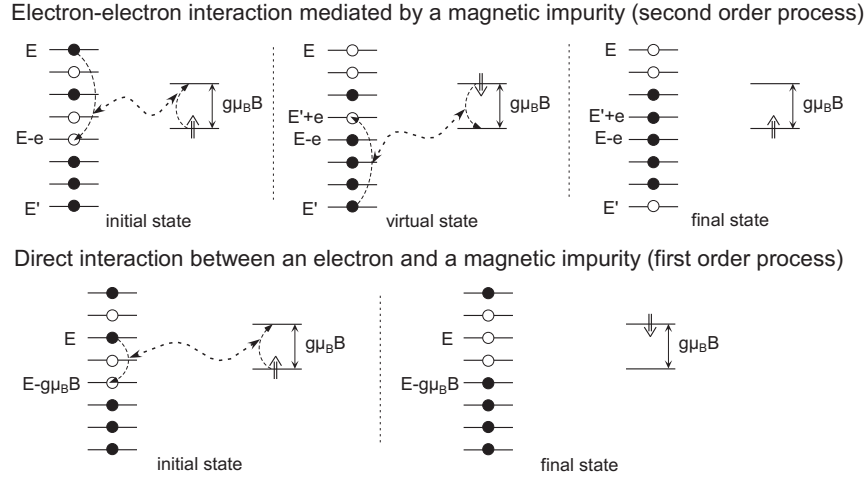 Electron-electron interaction mediated by a magnetic impurity (second order process)
E
E-e
E'
gμBB
initial state
E'+e
E-e
E'
gμBB
virtual state
E
E'+e
E-e
E'
gμBB
final state
Direct interaction between an electron and a magnetic impurity (first order process)
E
E-gμBB
gμBB
initial state
E-gμBB
gμBB
final state